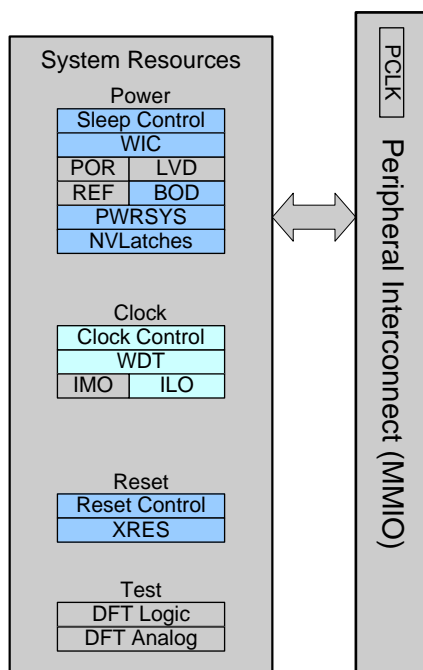 System Resources
Power
Sleep Control
WIC
POR LVD
REF BOD
PWRSYS
NVLatches
Clock
Clock Control
WDT
IMO ILO
Reset
Reset Control
XRES
Test
DFT Logic
DFT Analog
PCLK
Peripheral Interconnect (MMIO)